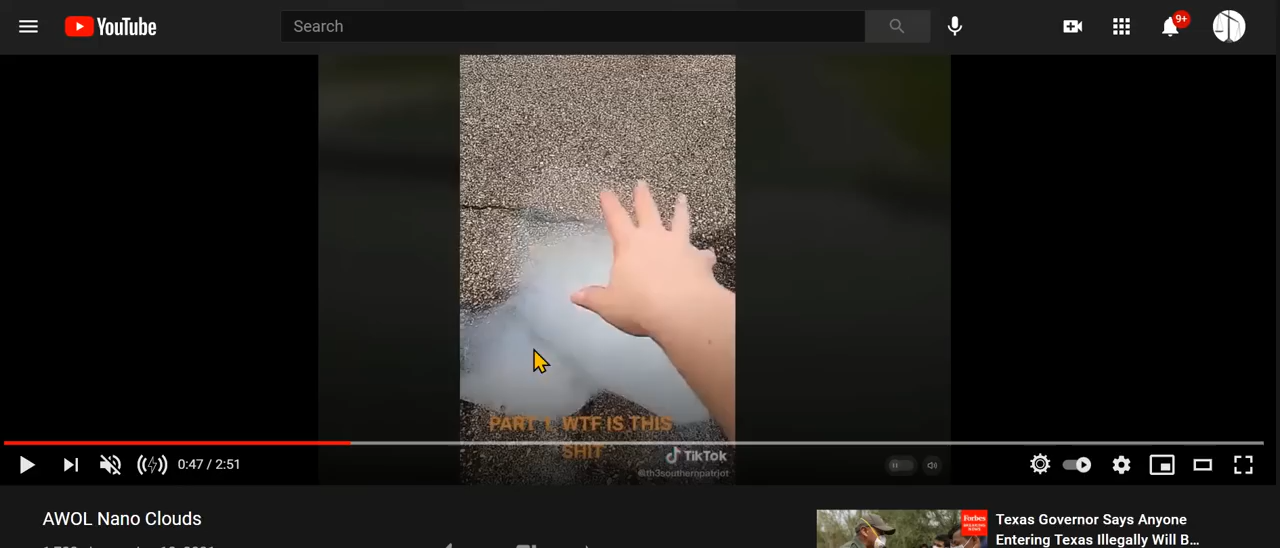 YouTube
Search
9+
PART 1 WTF IS THIS
SHIT
TikTok
@th3southernpatriot
0:47 / 2:51
AWOL Nano Clouds
Forbes
Texas Governor Says Anyone
Entering Texas Illegally Will B...